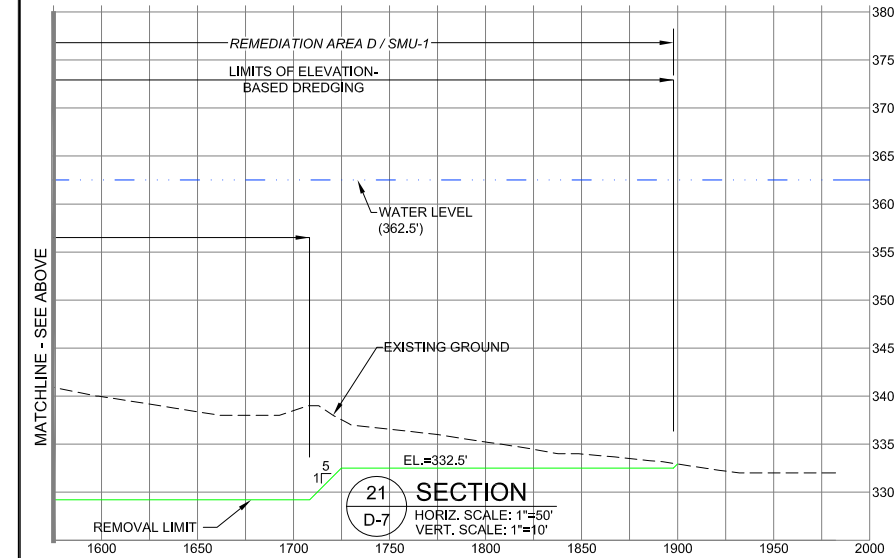 REMEDIATION AREA D / SMU-1
LIMITS OF ELEVATION-
BASED DREDGING
WATER LEVEL
(362.5')
MATCHLINE - SEE ABOVE
EXISTING GROUND
EL.=332.5'
5
1
REMOVAL LIMIT
21
D-7
SECTION
HORIZ. SCALE: 1"=50'
VERT. SCALE: 1"=10'
380
375
370
365
360
355
350
345
340
335
330
1600 1650 1700 1750 1800 1850 1900 1950 2000